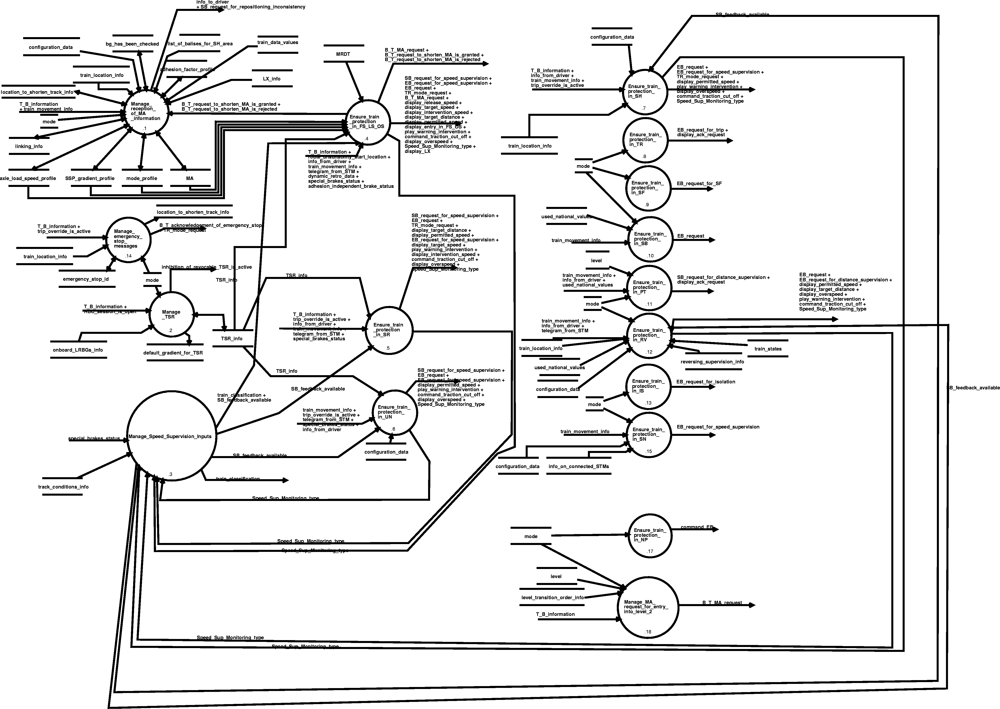 info_to_driver
+ SB_request_for_repositioning_inconsistency
configuration_data
bg_has_been_checked
list_of_balises_for_SH_area
train_data_values
adhesion_factor_profile
train_location_info
LX_info
location_to_shorten_track_info
T_B_information
+ train_movement_info
mode
linking_info
Manage_
reception_
of_MA
_information
.1
B_T_request_to_shorten_MA_is_granted +
B_T_request_to_shorten_MA_is_rejected
axle_load_speed_profile
SSP_gradient_profile
mode_profile
MA
MRDT
B_T_MA_request +
B_T_request_to_shorten_MA_is_granted +
B_T_request_to_shorten_MA_is_rejected
Ensure_train
_protection
_in_FS_LS_OS
.4
SB_request_for_speed_supervision +
EB_request_for_speed_supervision +
EB_request +
TR_mode_request +
B_T_MA_request +
display_release_speed +
display_target_speed +
display_intervention_speed +
display_target_distance +
display_permitted_speed +
display_entry_in_FS_OS +
play_warning_intervention +
command_traction_cut_off +
display_overspeed +
Speed_Sup_Monitoring_type +
display_LX
T_B_information +
route_unsuitability_start_location +
info_from_driver +
train_movement_info +
telegram_from_STM +
dynamic_retro_data +
special_brakes_status +
adhesion_independent_brake_status
location_to_shorten_track_info
B_T_acknowledgement_of_emergency_stop
TR_mode_request
T_B_information +
trip_override_is_active
Manage_
emergency_
stop_
messages
.14
train_location_info
emergency_stop_id
mode
inhibition_of_revocable_TSR_is_active
TSR_info
T_B_information +
RBC_session_is_open
Manage
_TSR
.2
onboard_LRBGs_info
default_gradient_for_TSR
TSR_info
TSR_info
TSR_info
SB_request_for_speed_supervision +
EB_request +
TR_mode_request +
display_target_distance +
display_permitted_speed +
EB_request_for_speed_supervision +
display_target_speed +
play_warning_intervention +
display_intervention_speed +
command_traction_cut_off +
display_overspeed +
Speed_Sup_Monitoring_type
T_B_information +
trip_override_is_active +
info_from_driver +
train_movement_info +
telegram_from_STM +
special_brakes_status
Ensure_train
_protection
_in_SR
.5
SB_request_for_speed_supervision +
EB_request +
EB_request_for_speed_supervision +
display_permitted_speed +
play_warning_intervention +
command_traction_cut_off +
display_overspeed +
Speed_Sup_Monitoring_type
SB_feedback_available
train_classification +
SB_feedback_available
train_movement_info +
trip_override_is_active +
telegram_from_STM +
special_brakes_status +
info_from_driver
Ensure_train_
protection_
in_UN
.6
configuration_data
special_brakes_status
Manage_Speed_Supervision_Inputs
.3
SB_feedback_available
train_classification
track_conditions_info
Speed_Sup_Monitoring_type
Speed_Sup_Monitoring_type
Speed_Sup_Monitoring_type
Speed_Sup_Monitoring_type
Speed_Sup_Monitoring_type
SB_feedback_available
configuration_data
T_B_information +
info_from_driver +
train_movement_info +
trip_override_is_active
Ensure_train_
protection_
in_SH
.7
EB_request +
EB_request_for_speed_supervision +
TR_mode_request +
display_permitted_speed +
play_warning_intervention +
display_overspeed +
command_traction_cut_off +
Speed_Sup_Monitoring_type
train_location_info
Ensure_train_
protection_
in_TR
.8
EB_request_for_trip +
display_ack_request
mode
Ensure_train_
protection_
in_SF
.9
EB_request_for_SF
used_national_values
train_movement_info
Ensure_train_
protection_
in_SB
.10
EB_request
level
train_movement_info +
info_from_driver +
used_national_values
Ensure_train_
protection_
in_PT
.11
SB_request_for_distance_supervision +
display_ack_request
mode
EB_request +
EB_request_for_distance_supervision +
display_permitted_speed +
display_target_distance +
display_overspeed +
play_warning_intervention +
command_traction_cut_off +
Speed_Sup_Monitoring_type
train_movement_info +
info_from_driver +
telegram_from_STM
Ensure_train_
protection_
in_RV
.12
train_location_info
used_national_values
configuration_data
train_states
reversing_supervision_info
SB_feedback_available
Ensure_train_
protection_
in_IS
.13
EB_request_for_isolation
mode
train_movement_info
Ensure_train_
protection_
in_SN
.15
EB_request_for_speed_supervision
configuration_data
info_on_connected_STMs
mode
Ensure_train_
protection_
in_NP
.17
command_EB
level
level_transition_order_info
T_B_information
Manage_MA_
request_for_entry_
into_level_2
.18
B_T_MA_request